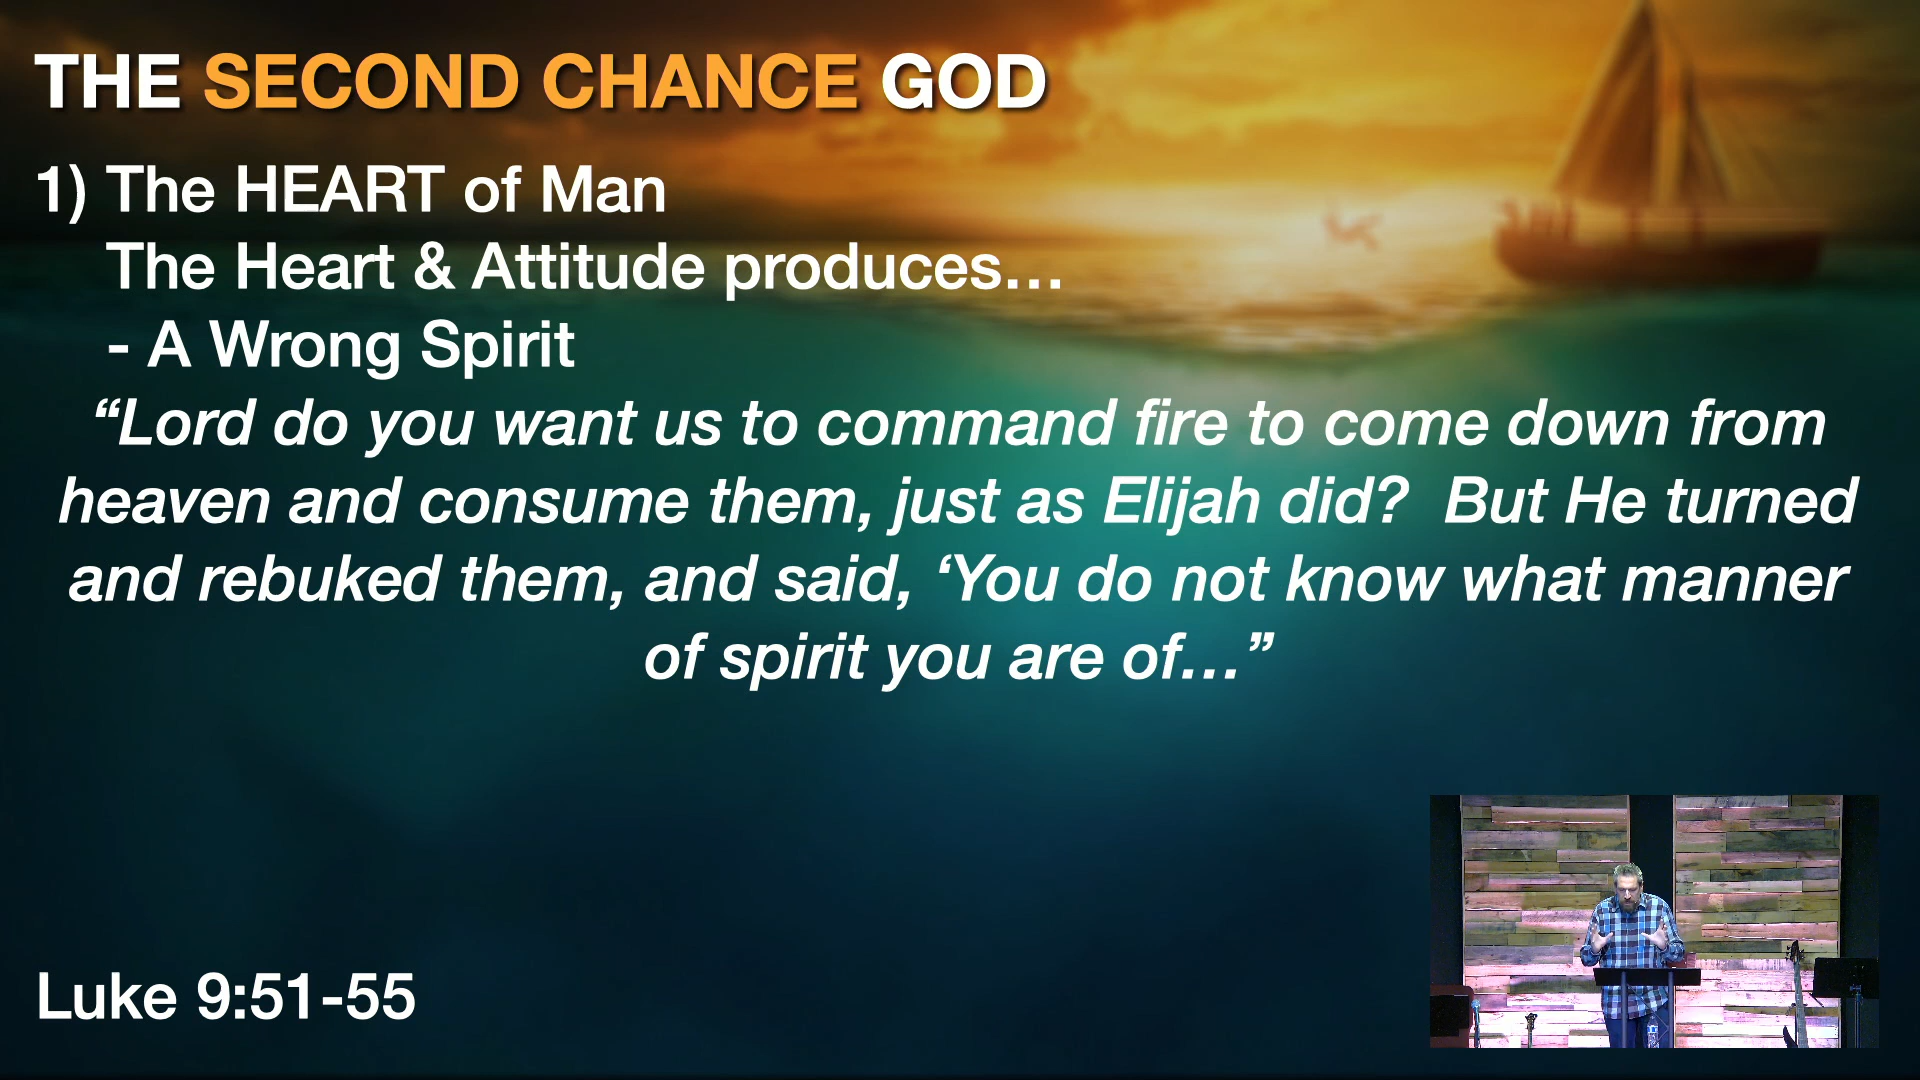 THE SECOND CHANCE GOD
1) The HEART of Man
The Heart & Attitude produces…
- A Wrong Spirit
“Lord do you want us to command fire to come down from
heaven and consume them, just as Elijah did?  But He turned
and rebuked them, and said, ‘You do not know what manner
of spirit you are of…”
Luke 9:51-55